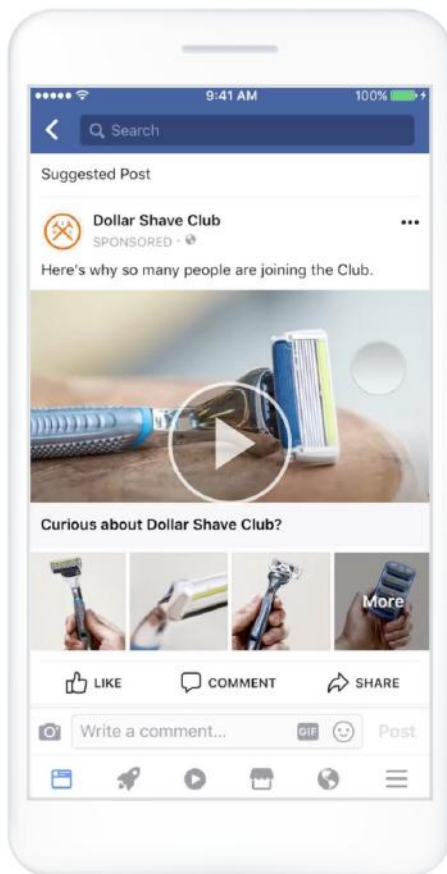 9:41 AM
100%
Search
Suggested Post
Dollar Shave Club
SPONSORED ·
Here's why so many people are joining the Club.
Curious about Dollar Shave Club?
More
LIKE
COMMENT
SHARE
Write a comment...
GIF
Post